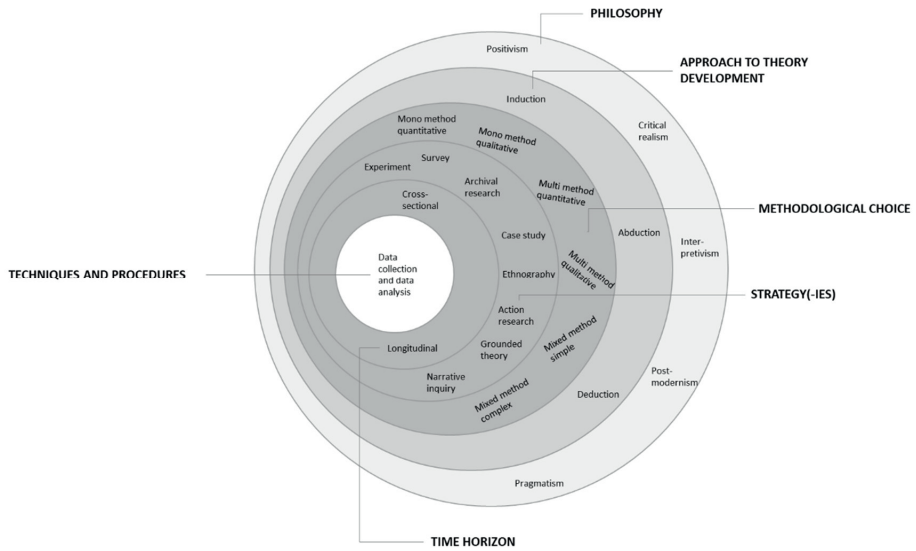 PHILOSOPHY
Positivism
APPROACH TO THEORY
DEVELOPMENT
Induction
Critical
realism
Mono method
quantitative
Mono method
qualitative
Survey
Experiment
Archival
research
Multi method
quantitative
Cross-
sectional
METHODOLOGICAL CHOICE
Abduction
Case study
Inter-
pretivism
Data
collection
and data
analysis
Multi method
qualitative
Ethnography
TECHNIQUES AND PROCEDURES
STRATEGY(-IES)
Action
research
Mixed method
simple
Grounded
theory
Longitudinal
Post-
modernism
Narrative
inquiry
Deduction
Mixed method
complex
Pragmatism
TIME HORIZON